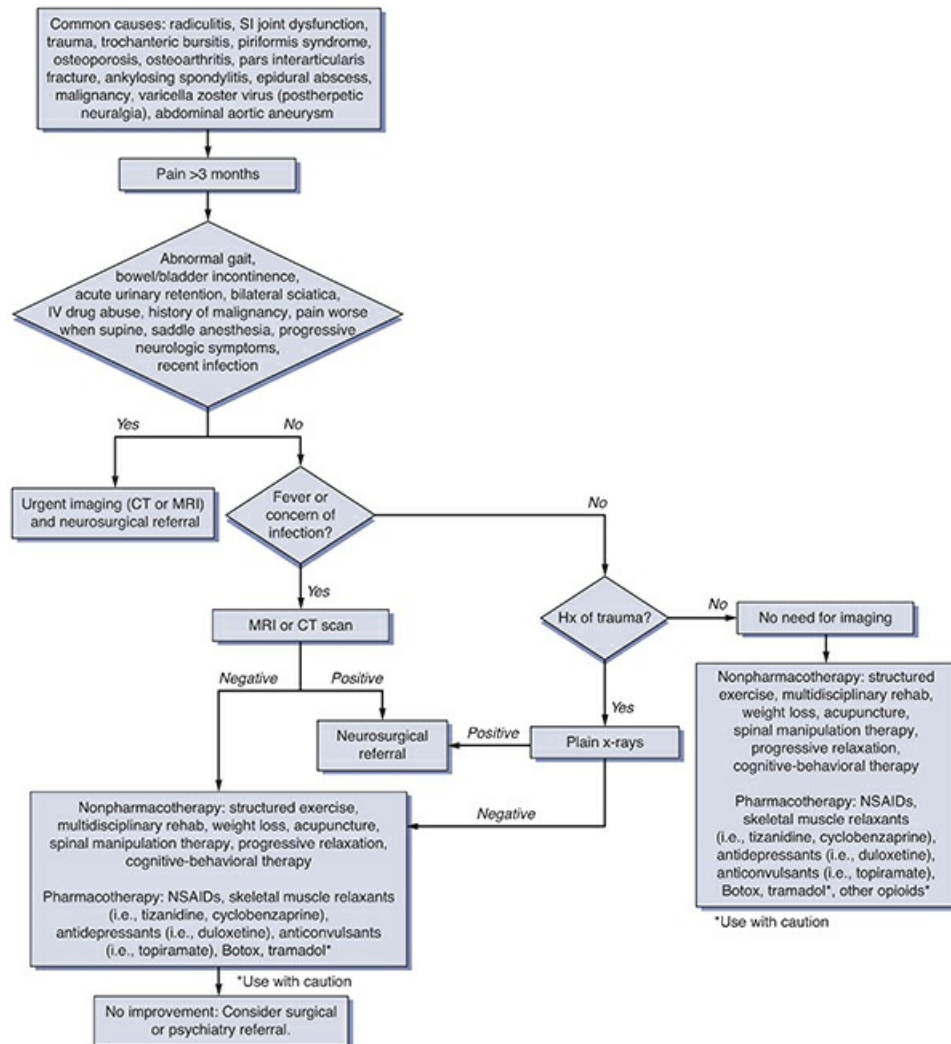 Common causes: radiculitis, SI joint dysfunction,
trauma, trochanteric bursitis, piriformis syndrome,
osteoporosis, osteoarthritis, pars interarticularis
fracture, ankylosing spondylitis, epidural abscess,
malignancy, varicella zoster virus (postherpetic
neuralgia), abdominal aortic aneurysm
Pain >3 months
Abnormal gait,
bowel/bladder incontinence,
acute urinary retention, bilateral sciatica,
IV drug abuse, history of malignancy, pain worse
when supine, saddle anesthesia, progressive
neurologic symptoms,
recent infection
Yes
No
Urgent imaging (CT or MRI)
and neurosurgical referral
Fever or
concern of
infection?
No
Yes
MRI or CT scan
Hx of trauma?
No
No need for imaging
Negative
Positive
Neurosurgical
referral
Positive
Yes
Plain x-rays
Negative
Nonpharmacotherapy: structured
exercise, multidisciplinary rehab,
weight loss, acupuncture,
spinal manipulation therapy,
progressive relaxation,
cognitive-behavioral therapy
Pharmacotherapy: NSAIDs,
skeletal muscle relaxants
(i.e., tizanidine, cyclobenzaprine),
antidepressants (i.e., duloxetine),
anticonvulsants (i.e., topiramate),
Botox, tramadol*, other opioids*
*Use with caution
Nonpharmacotherapy: structured exercise,
multidisciplinary rehab, weight loss, acupuncture,
spinal manipulation therapy, progressive relaxation,
cognitive-behavioral therapy
Pharmacotherapy: NSAIDs, skeletal muscle relaxants
(i.e., tizanidine, cyclobenzaprine),
antidepressants (i.e., duloxetine), anticonvulsants
(i.e., topiramate), Botox, tramadol*
*Use with caution
No improvement: Consider surgical
or psychiatry referral.